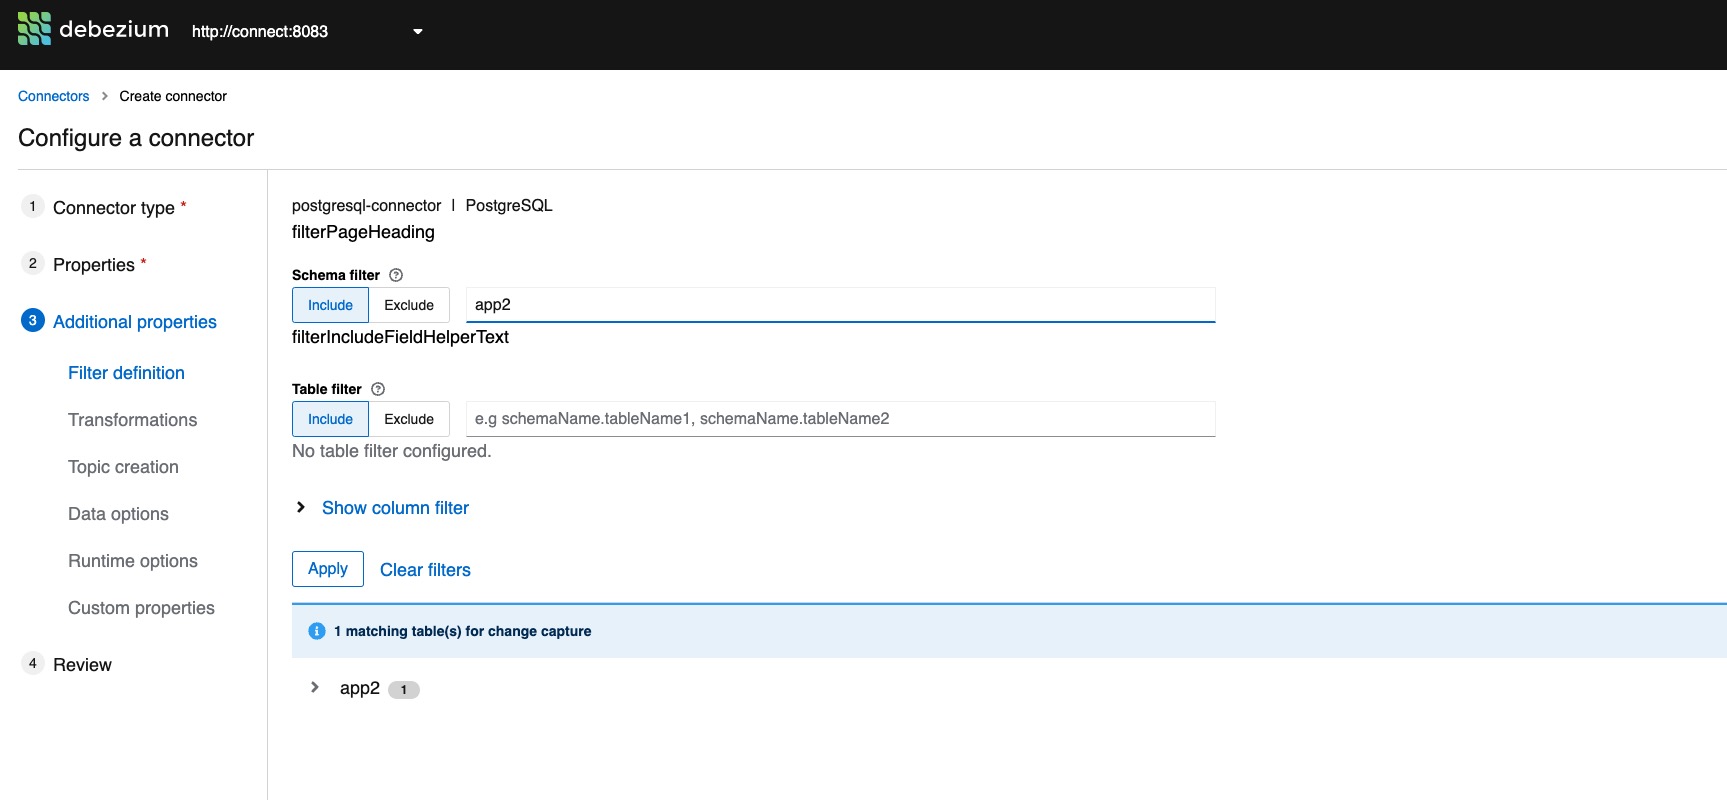 debezium http://connect:8083
Connectors > Create connector
Configure a connector
1 Connector type *
2 Properties *
3 Additional properties
Filter definition
Transformations
Topic creation
Data options
Runtime options
Custom properties
4 Review
postgresql-connector | PostgreSQL
filterPageHeading
Schema filter
Include Exclude app2
filterIncludeFieldHelperText
Table filter
Include Exclude e.g schemaName.tableName1, schemaName.tableName2
No table filter configured.
Show column filter
Apply Clear filters
1 matching table(s) for change capture
app2 1